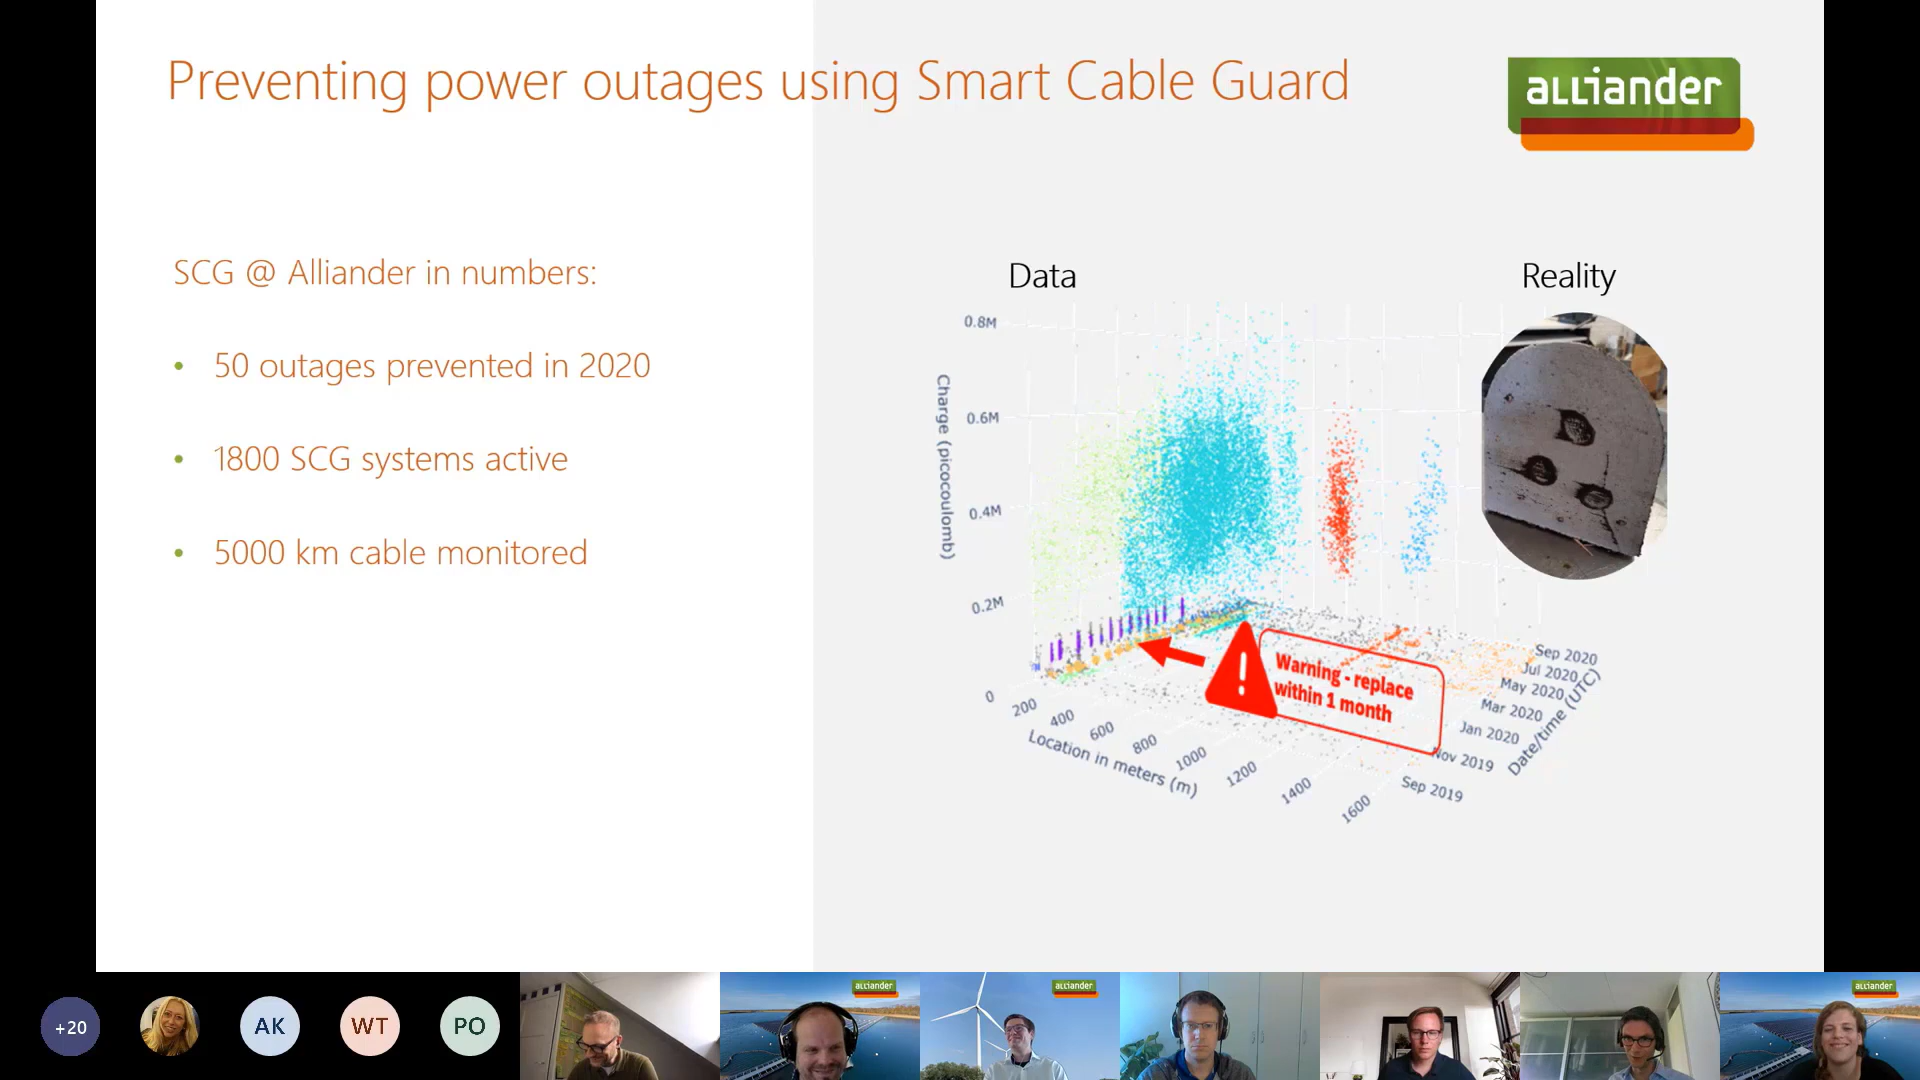 Preventing power outages using Smart Cable Guard
alliander
SCG @ Alliander in numbers:
• 50 outages prevented in 2020
• 1800 SCG systems active
• 5000 km cable monitored
Data
Reality
0.8M
0.6M
0.4M
0.2M
0
Charge (picocoulomb)
200
400
600
800
1000
1200
1400
1600
Location in meters (m)
Sep 2020
Jul 2020
May 2020
Mar 2020
Jan 2020
Nov 2019
Sep 2019
Date/time (UTC)
Warning - replace
within 1 month
+20
AK
WT
PO
alliander
alliander
alliander